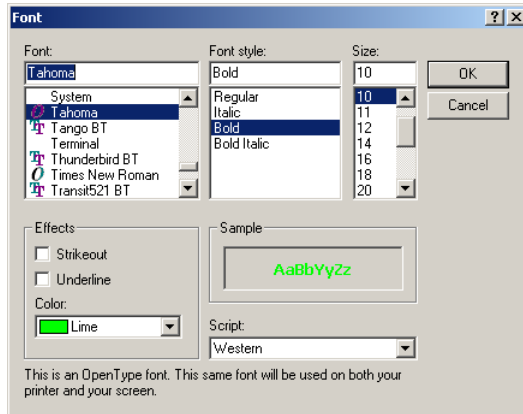 Font
Font:
Tahoma
System
Tahoma
Tango BT
Terminal
Thunderbird BT
Times New Roman
Transit521 BT
Font style:
Bold
Regular
Italic
Bold
Bold Italic
Size:
10
10
11
12
14
16
18
20
OK
Cancel
Effects
Strikeout
Underline
Color:
Lime
Sample
AaBbYyZz
Script:
Western
This is an OpenType font. This same font will be used on both your
printer and your screen.